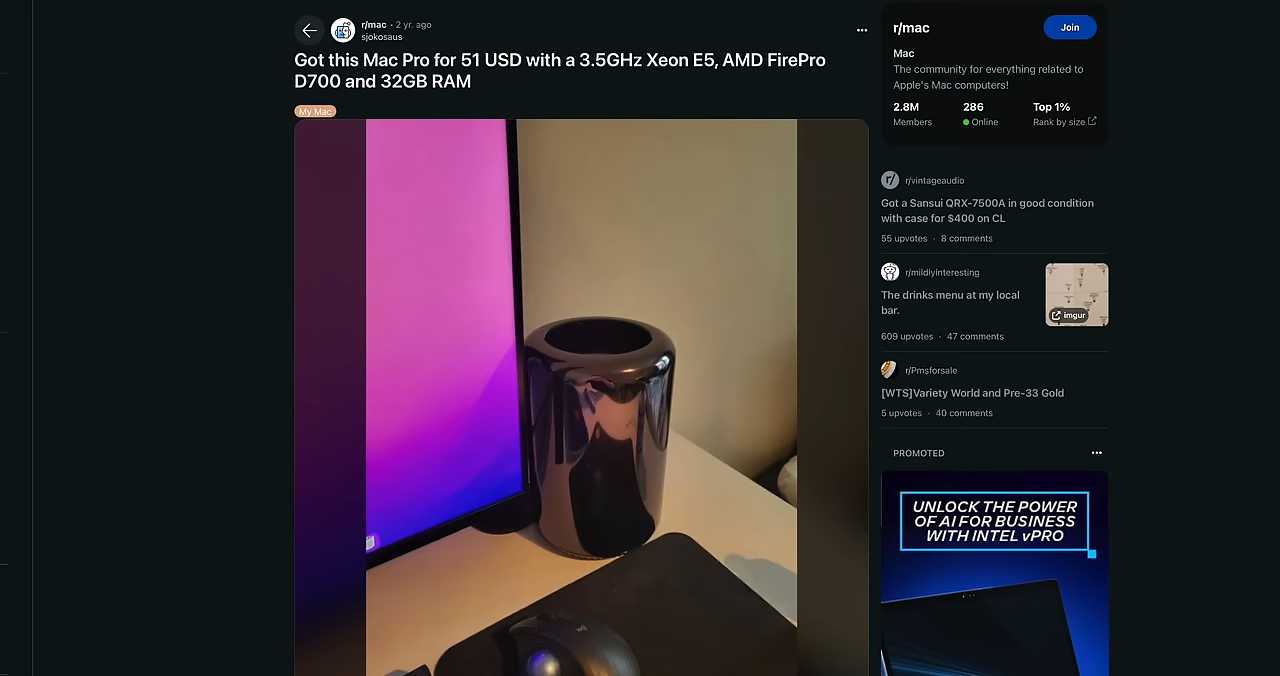 r/mac • 2 yr. ago
sjokosaus
Got this Mac Pro for 51 USD with a 3.5GHz Xeon E5, AMD FirePro
D700 and 32GB RAM
My Mac
r/mac
Join
Mac
The community for everything related to
Apple's Mac computers!
2.8M
286
Top 1%
Members
Online
Rank by size
r/vintageaudio
Got a Sansui QRX-7500A in good condition
with case for $400 on CL
55 upvotes · 8 comments
r/mildlyinteresting
The drinks menu at my local
bar.
imgur
609 upvotes · 47 comments
r/Pmsforsale
[WTS]Variety World and Pre-33 Gold
5 upvotes · 40 comments
PROMOTED
UNLOCK THE POWER
OF AI FOR BUSINESS
WITH INTEL vPRO